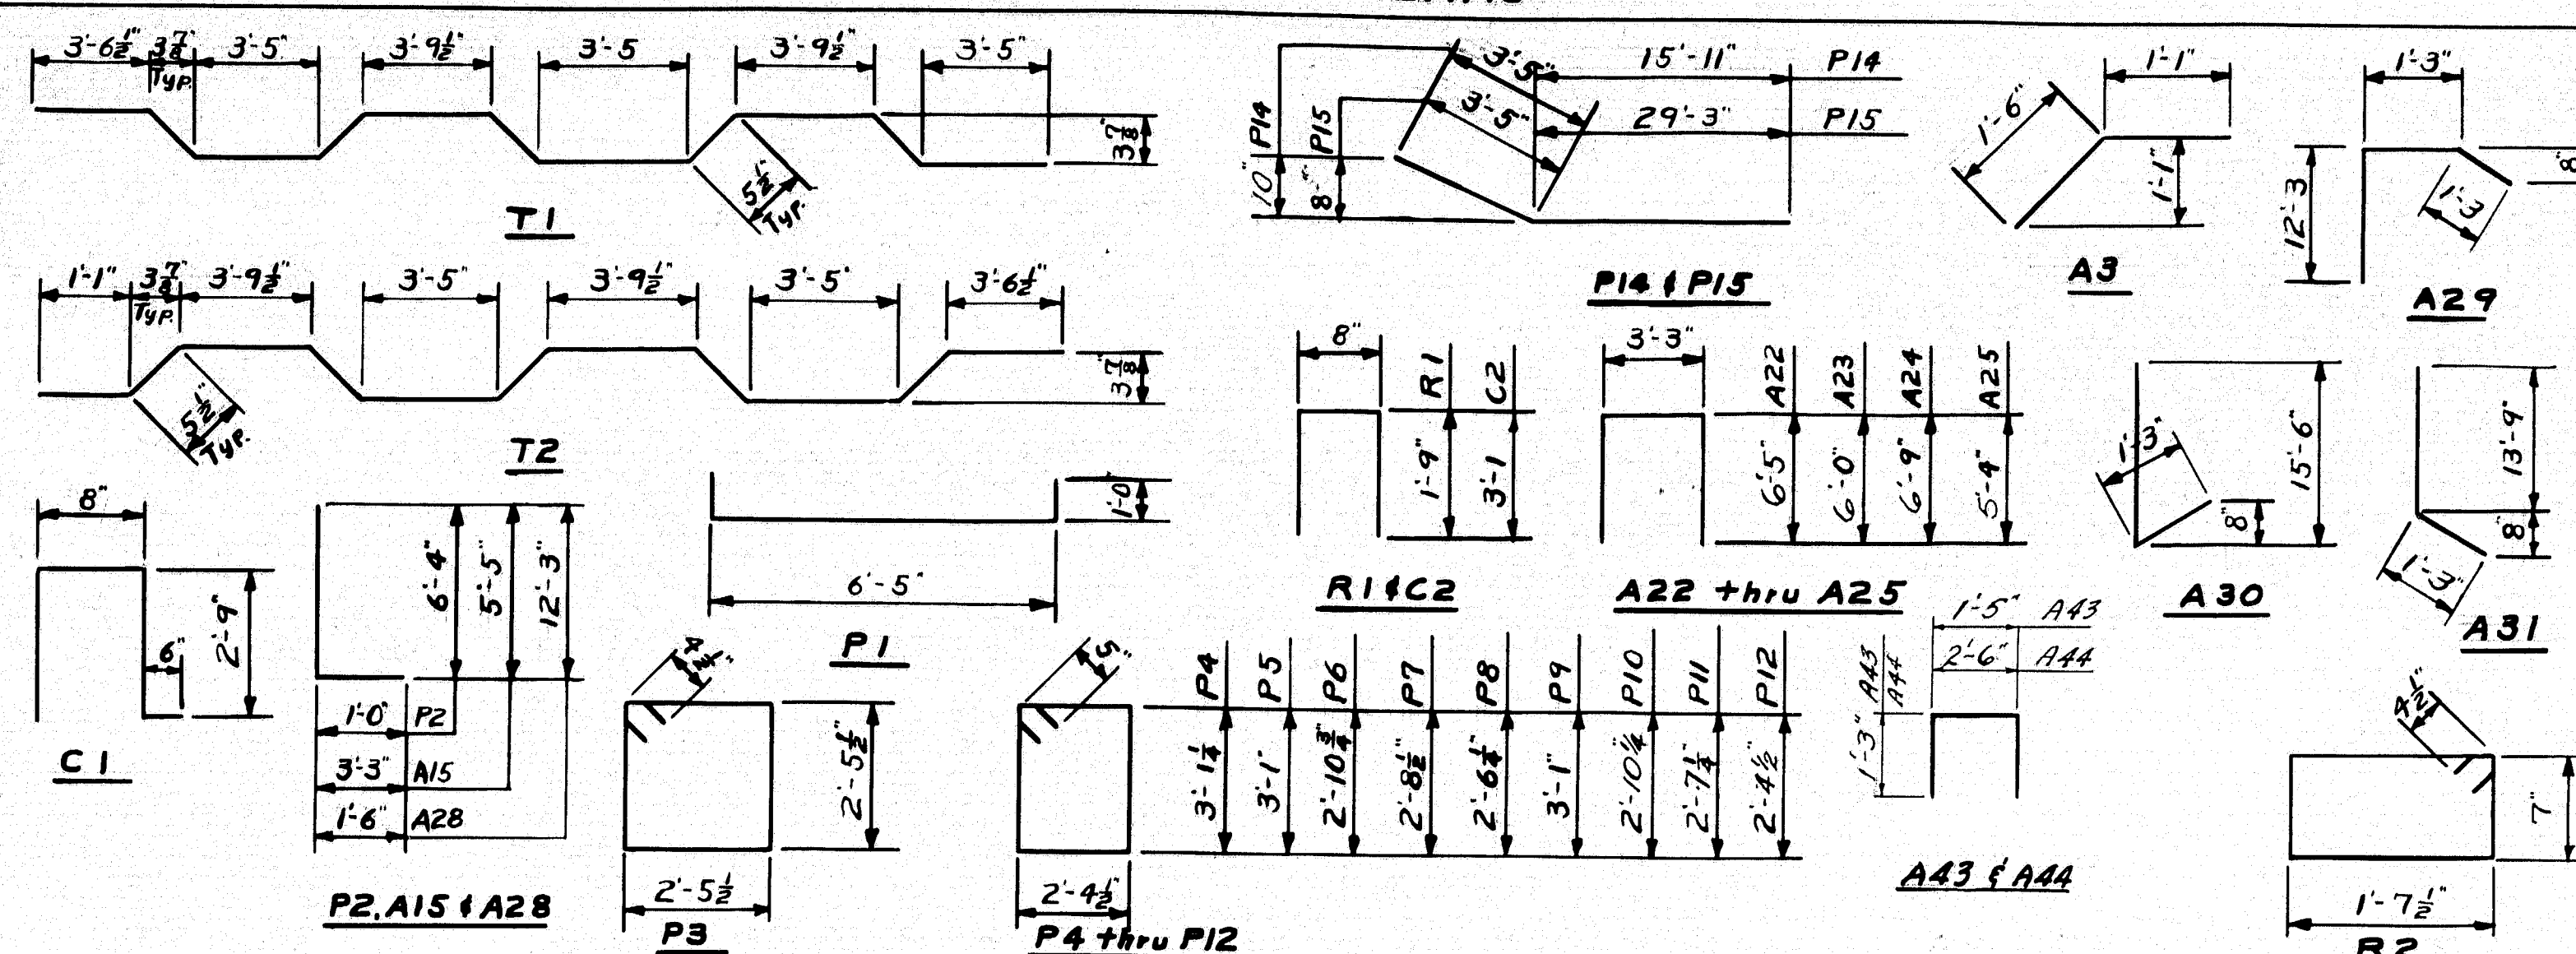 3'-6½" 3⅞" 3'-5" 3'-9½" 3'-5 3'-9½" 3'-5"
Typ.
3⅞"
5½"
Typ.
T1
1'-1" 3⅞" 3'-9½" 3'-5" 3'-9½" 3'-5" 3'-6½"
Typ.
3⅞"
5½"
Typ.
T2
3'-5" 15'-11" P14
3'-5" 29'-3" P15
P14 P15
10" 8"
P14 & P15
1'-6" 1'-1"
1'-1"
A3
1'-3"
12'-3 8"
1'-3
A29
8" R1 C2
1'-9" 3'-1
R1 & C2
3'-3" A22 A23 A24 A25
6'-5" 6'-0" 6'-9" 5'-4"
A22 thru A25
1'-3" 15'-6"
8"
A30
13'-9"
8"
1'-3"
A31
8"
2'-9"
6"
C1
6'-4" 5'-5" 12'-3"
1'-0" P2
3'-3" A15
1'-6" A28
P2, A15 & A28
1'-0"
6'-5"
P1
4½"
2'-5½"
2'-5½
P3
5"
P4 P5 P6 P7 P8 P9 P10 P11 P12
3'-1¼" 3'-1" 2'-10¾" 2'-8½" 2'-6¼" 3'-1" 2'-10¼" 2'-7¼" 2'-4½"
2'-4½"
P4 thru P12
1'-5" A43
2'-6" A44
A43
A44
1'-3"
A43 & A44
4½"
7"
1'-7½"